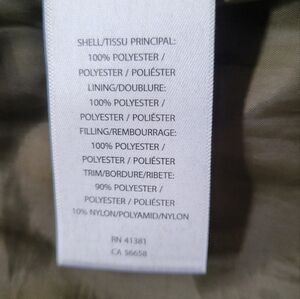 SHELL/TISSU PRINCIPAL:
100% POLYESTER /
POLYESTER / POLIÉSTER
LINING/DOUBLURE:
100% POLYESTER /
POLYESTER / POLIÉSTER
FILLING/REMBOURRAGE:
100% POLYESTER /
POLYESTER / POLIÉSTER
TRIM/BORDURE/RIBETE:
90% POLYESTER /
POLYESTER / POLIÉSTER
10% NYLON/POLYAMID/NYLON
RN 41381
CA 56658